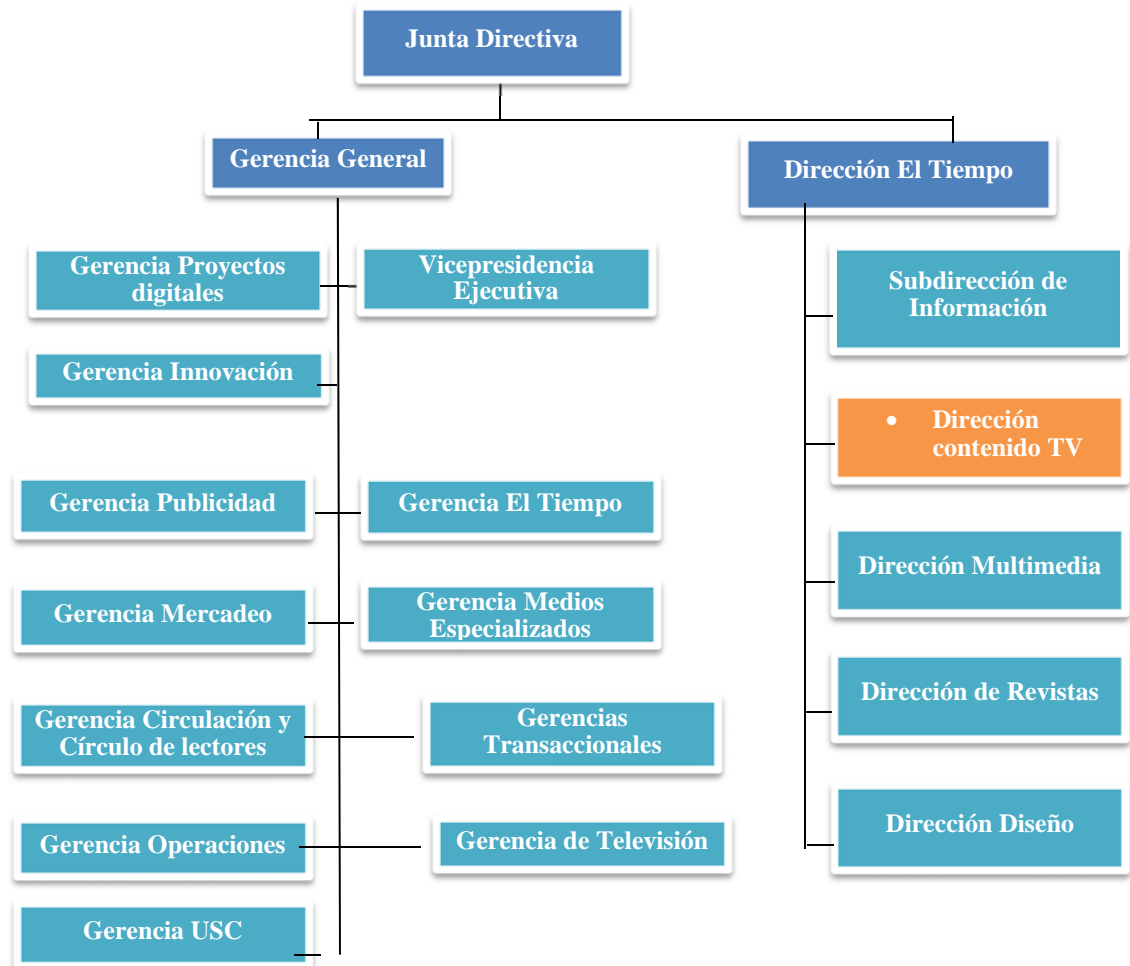 Junta Directiva
Gerencia General
Dirección El Tiempo
Gerencia Proyectos
digitales
Vicepresidencia
Ejecutiva
Subdirección de
Información
Gerencia Innovación
• Dirección
contenido TV
Gerencia Publicidad
Gerencia El Tiempo
Dirección Multimedia
Gerencia Mercadeo
Gerencia Medios
Especializados
Dirección de Revistas
Gerencia Circulación y
Círculo de lectores
Gerencias
Transaccionales
Dirección Diseño
Gerencia Operaciones
Gerencia de Televisión
Gerencia USC